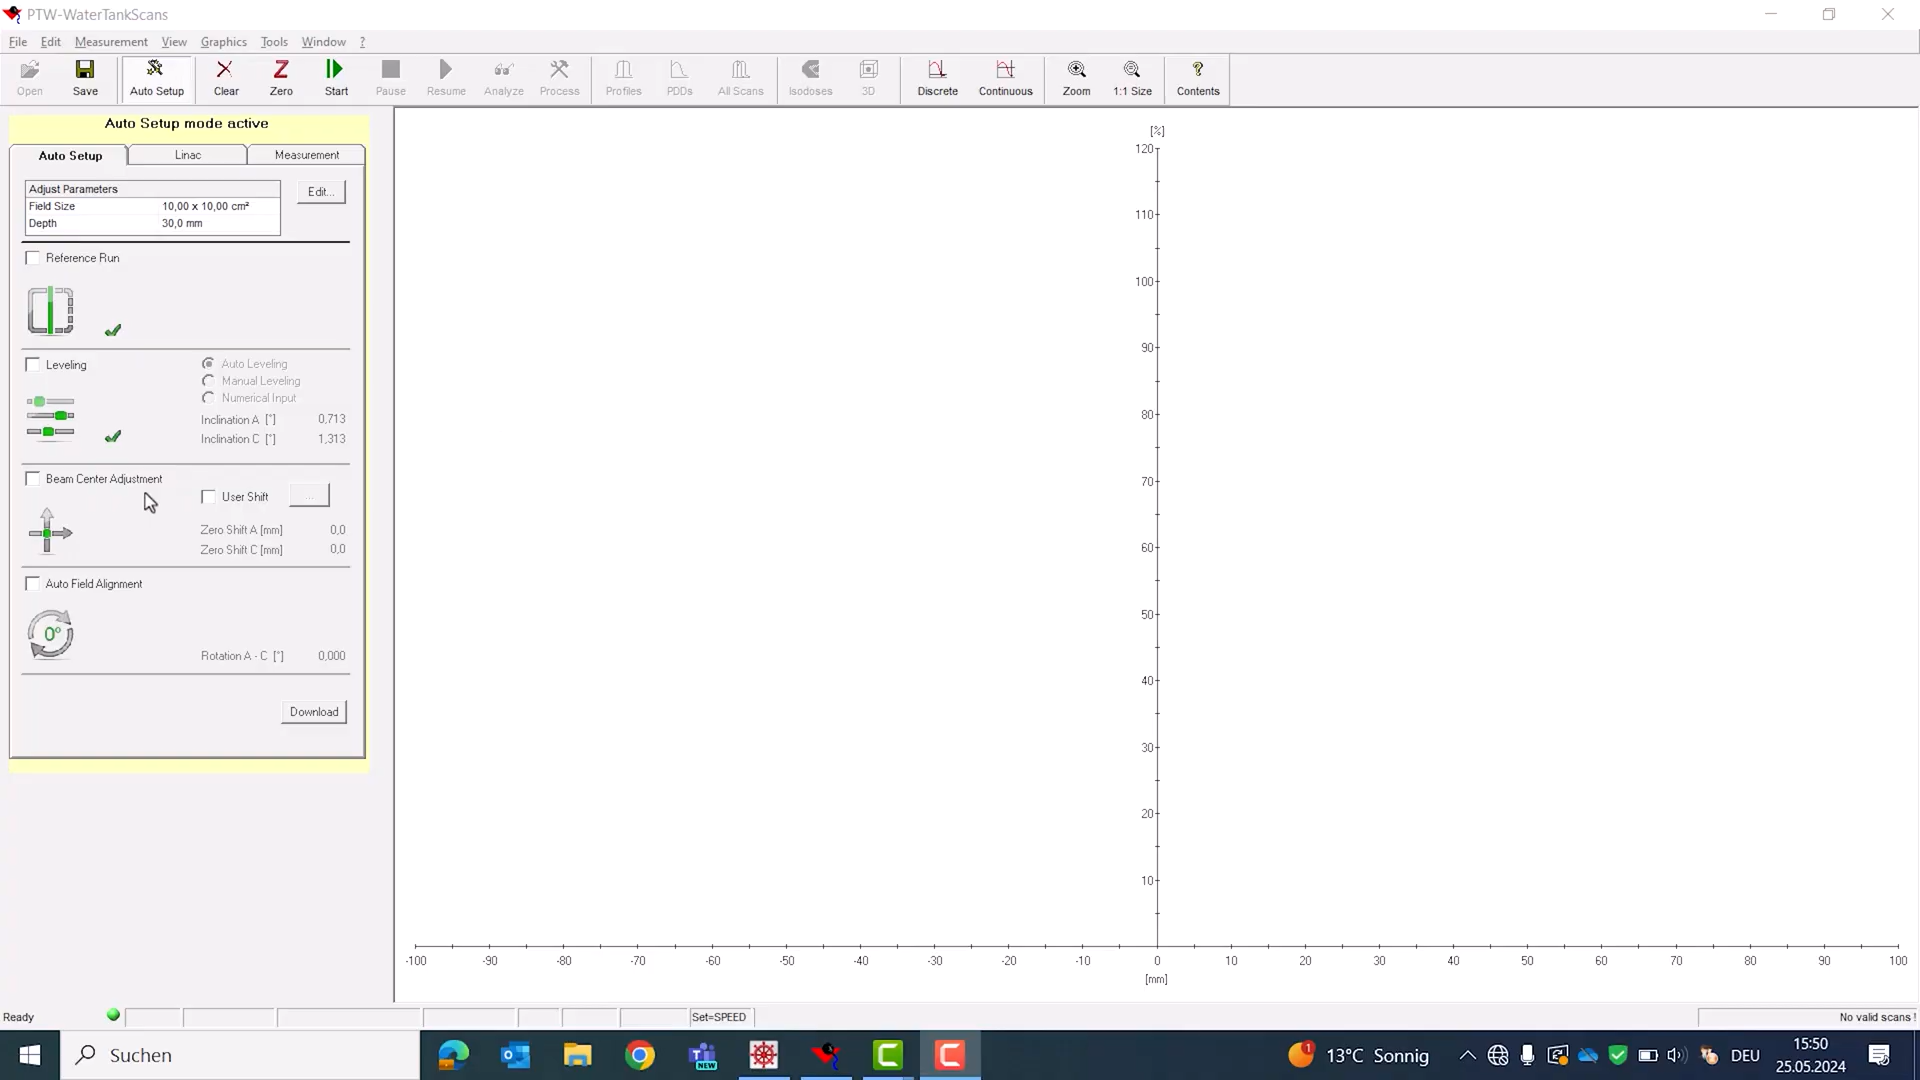 PTW-WaterTankScans
File Edit Measurement View Graphics Tools Window ?
Open Save Auto Setup Clear Zero Start Pause Resume Analyze Process Profiles PDDs All Scans Isodoses 3D Discrete Continuous Zoom 1:1 Size Contents
Auto Setup mode active
Auto Setup Linac Measurement
Adjust Parameters
Edit...
Field Size 10,00 x 10,00 cm²
Depth 30,0 mm
Reference Run
Leveling
Auto Leveling
Manual Leveling
Numerical Input
Inclination A [°] 0,713
Inclination C [°] 1,313
Beam Center Adjustment
User Shift ...
Zero Shift A [mm] 0,0
Zero Shift C [mm] 0,0
Auto Field Alignment
0°
Rotation A - C [°] 0,000
Download
[%]
120
110
100
90
80
70
60
50
40
30
20
10
-100 -90 -80 -70 -60 -50 -40 -30 -20 -10 0 10 20 30 40 50 60 70 80 90 100
[mm]
Ready Set=SPEED No valid scans !
Suchen
NEW
1
13°C Sonnig
DEU
15:50
25.05.2024